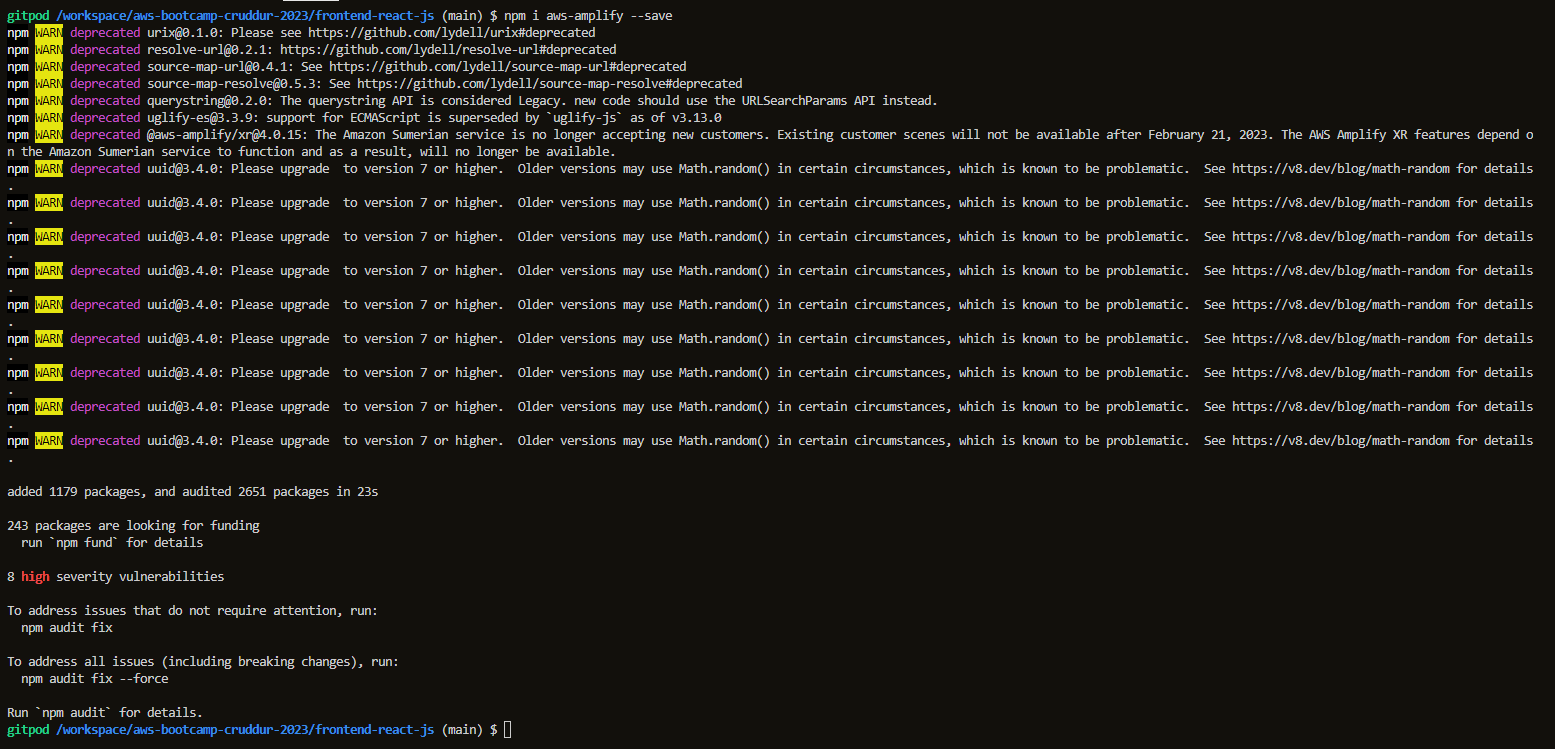 gitpod /workspace/aws-bootcamp-cruddur-2023/frontend-react-js (main) $ npm i aws-amplify --save
npm WARN deprecated urix@0.1.0: Please see https://github.com/lydell/urix#deprecated
npm WARN deprecated resolve-url@0.2.1: https://github.com/lydell/resolve-url#deprecated
npm WARN deprecated source-map-url@0.4.1: See https://github.com/lydell/source-map-url#deprecated
npm WARN deprecated source-map-resolve@0.5.3: See https://github.com/lydell/source-map-resolve#deprecated
npm WARN deprecated querystring@0.2.0: The querystring API is considered Legacy. new code should use the URLSearchParams API instead.
npm WARN deprecated uglify-es@3.3.9: support for ECMAScript is superseded by `uglify-js` as of v3.13.0
npm WARN deprecated @aws-amplify/xr@4.0.15: The Amazon Sumerian service is no longer accepting new customers. Existing customer scenes will not be available after February 21, 2023. The AWS Amplify XR features depend o
n the Amazon Sumerian service to function and as a result, will no longer be available.
npm WARN deprecated uuid@3.4.0: Please upgrade  to version 7 or higher.  Older versions may use Math.random() in certain circumstances, which is known to be problematic.  See https://v8.dev/blog/math-random for details
.
npm WARN deprecated uuid@3.4.0: Please upgrade  to version 7 or higher.  Older versions may use Math.random() in certain circumstances, which is known to be problematic.  See https://v8.dev/blog/math-random for details
.
npm WARN deprecated uuid@3.4.0: Please upgrade  to version 7 or higher.  Older versions may use Math.random() in certain circumstances, which is known to be problematic.  See https://v8.dev/blog/math-random for details
.
npm WARN deprecated uuid@3.4.0: Please upgrade  to version 7 or higher.  Older versions may use Math.random() in certain circumstances, which is known to be problematic.  See https://v8.dev/blog/math-random for details
.
npm WARN deprecated uuid@3.4.0: Please upgrade  to version 7 or higher.  Older versions may use Math.random() in certain circumstances, which is known to be problematic.  See https://v8.dev/blog/math-random for details
.
npm WARN deprecated uuid@3.4.0: Please upgrade  to version 7 or higher.  Older versions may use Math.random() in certain circumstances, which is known to be problematic.  See https://v8.dev/blog/math-random for details
.
npm WARN deprecated uuid@3.4.0: Please upgrade  to version 7 or higher.  Older versions may use Math.random() in certain circumstances, which is known to be problematic.  See https://v8.dev/blog/math-random for details
.
npm WARN deprecated uuid@3.4.0: Please upgrade  to version 7 or higher.  Older versions may use Math.random() in certain circumstances, which is known to be problematic.  See https://v8.dev/blog/math-random for details
.
npm WARN deprecated uuid@3.4.0: Please upgrade  to version 7 or higher.  Older versions may use Math.random() in certain circumstances, which is known to be problematic.  See https://v8.dev/blog/math-random for details
.
added 1179 packages, and audited 2651 packages in 23s
243 packages are looking for funding
  run `npm fund` for details
8 high severity vulnerabilities
To address issues that do not require attention, run:
  npm audit fix
To address all issues (including breaking changes), run:
  npm audit fix --force
Run `npm audit` for details.
gitpod /workspace/aws-bootcamp-cruddur-2023/frontend-react-js (main) $